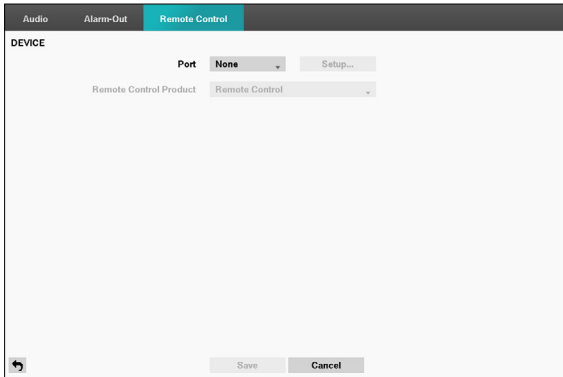 Audio Alarm-Out Remote Control
DEVICE
Port None Setup...
Remote Control Product Remote Control
Save Cancel